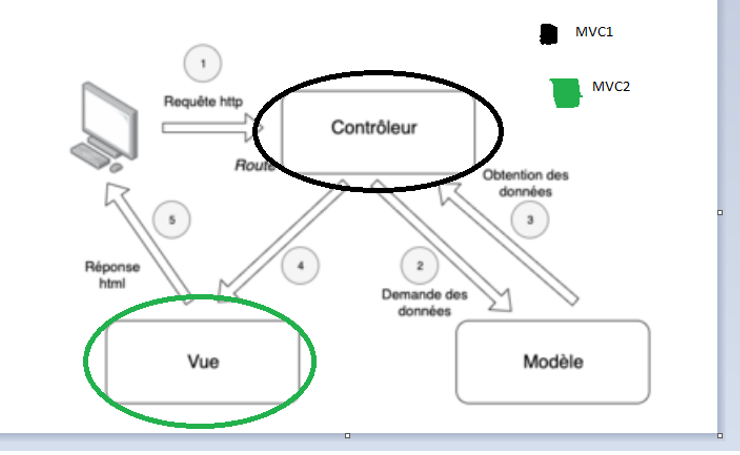 MVC1
MVC2
1
Requête http
Contrôleur
Route
Obtention des
données
5
3
4
2
Réponse
html
Demande des
données
Vue
Modèle